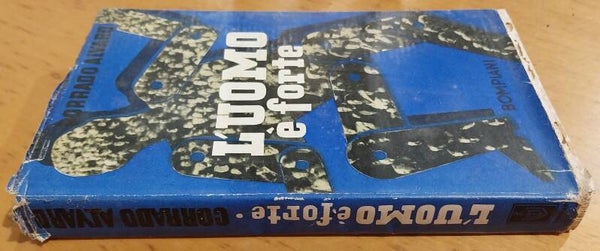 CORRADO ALVARO
L'UOMO
è forte
BOMPIANI
CORRADO ALVARO · L'UOMO è forte